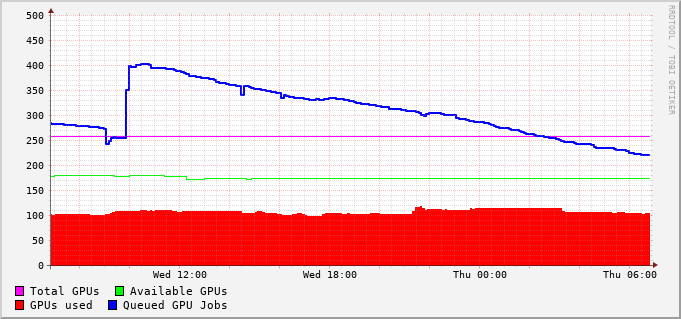 500
450
400
350
300
250
200
150
100
50
0
Wed 12:00 Wed 18:00 Thu 00:00 Thu 06:00
Total GPUs Available GPUs
GPUs used Queued GPU Jobs
RRDTOOL / TOBI OETIKER